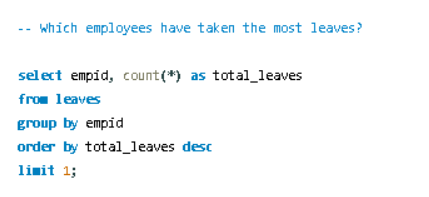 -- Which employees have taken the most leaves?
select empid, count(*) as total_leaves
from leaves
group by empid
order by total_leaves desc
limit 1;